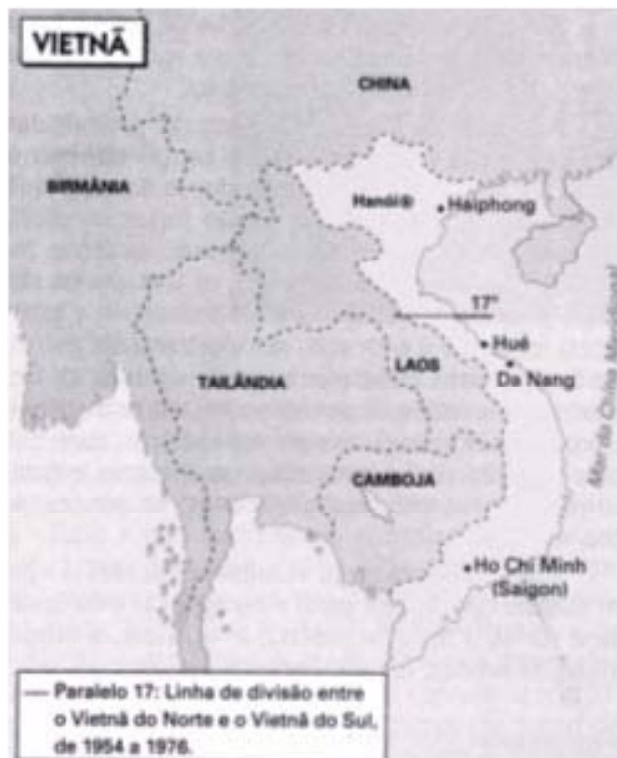 VIETNÃ
CHINA
BIRMÂNIA
Hanói
Haiphong
17°
Hué
LAOS
Da Nang
TAILÂNDIA
Mar da China Meridional
CAMBOJA
Ho Chi Minh
(Saigon)
— Paralelo 17: Linha de divisão entre
o Vietnã do Norte e o Vietnã do Sul,
de 1954 a 1976.